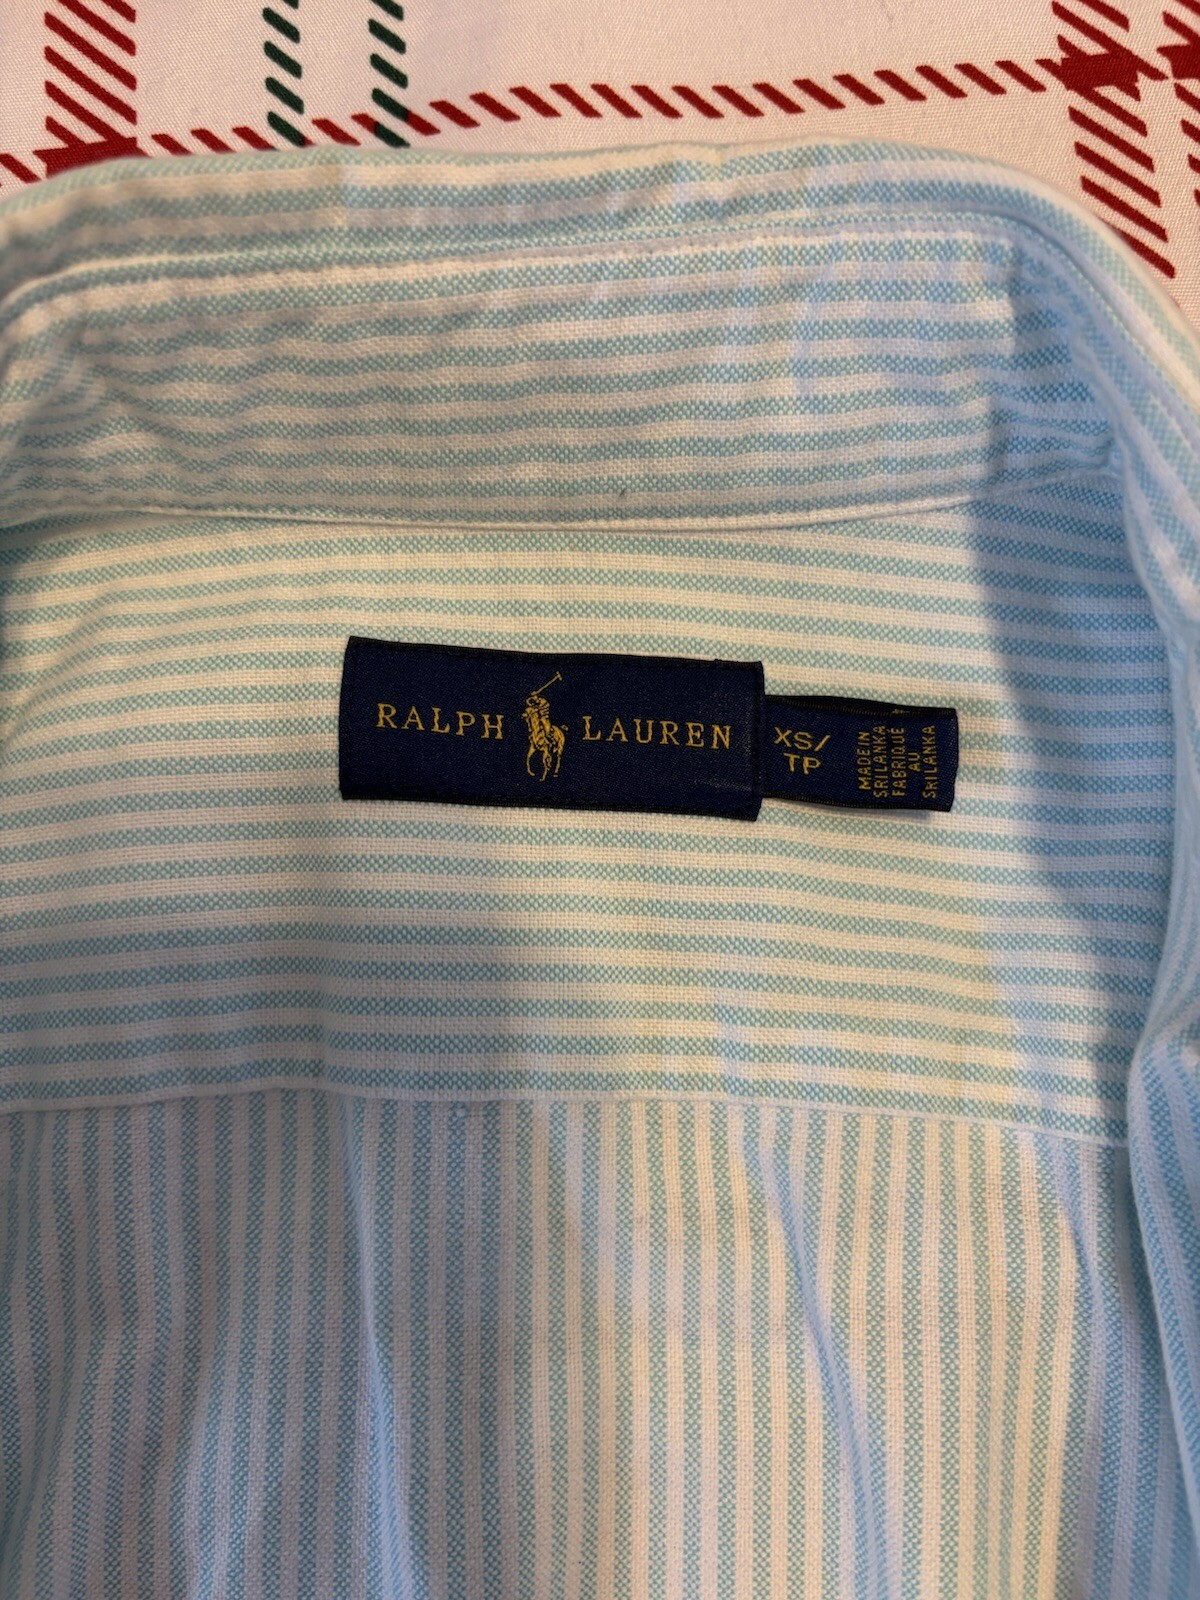 RALPH LAUREN
XS/
TP
MADE IN
SRI LANKA
FABRIQUÉ
AU
SRI LANKA